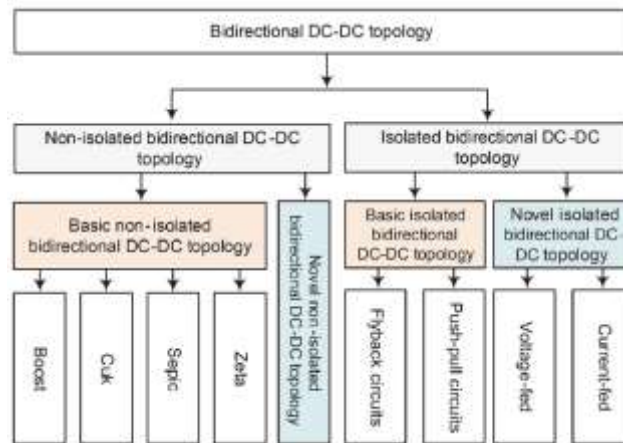 Bidirectional DC-DC topology
Non-isolated bidirectional DC-DC
topology
Isolated bidirectional DC-DC
topology
Basic non-isolated
bidirectional DC-DC topology
Novel non-isolated
bidirectional DC-DC topology
Basic isolated
bidirectional
DC-DC topology
Novel isolated
bidirectional DC-
DC topology
Boost
Cuk
Sepic
Zeta
Flyback circuits
Push-pull circuits
Voltage-fed
Current-fed